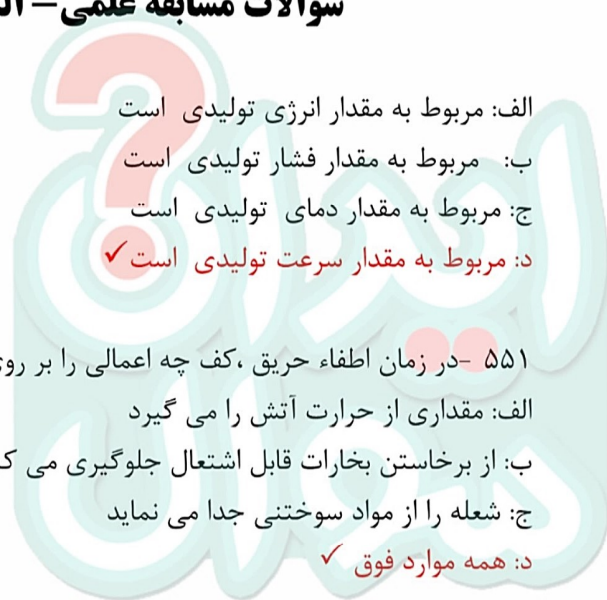 سوالات مسابقه علمی–
الف: مربوط به مقدار انرژی تولیدی است
ب: مربوط به مقدار فشار تولیدی است
ج: مربوط به مقدار دمای تولیدی است
د: مربوط به مقدار سرعت تولیدی است✓
۵۵۱ -در زمان اطفاء حریق ،کف چه اعمالی را بر
الف: مقداری از حرارت آتش را می گیرد
ب: از برخاستن بخارات قابل اشتعال جلوگیری می
ج: شعله را از مواد سوختنی جدا می نماید
د: همه موارد فوق ✓
ایران
سوال